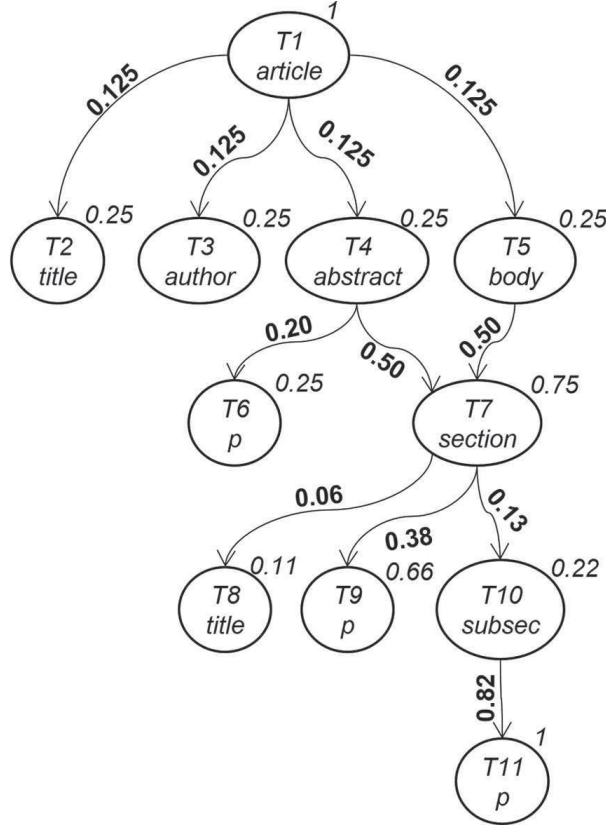 1
T1
article
0.125
0.125
0.125
0.125
0.25
T2
title
0.25
T3
author
0.25
T4
abstract
0.25
T5
body
0.20
0.50
0.50
0.25
T6
p
0.75
T7
section
0.06
0.38
0.13
0.11
T8
title
0.66
T9
p
0.22
T10
subsec
0.82
1
T11
p